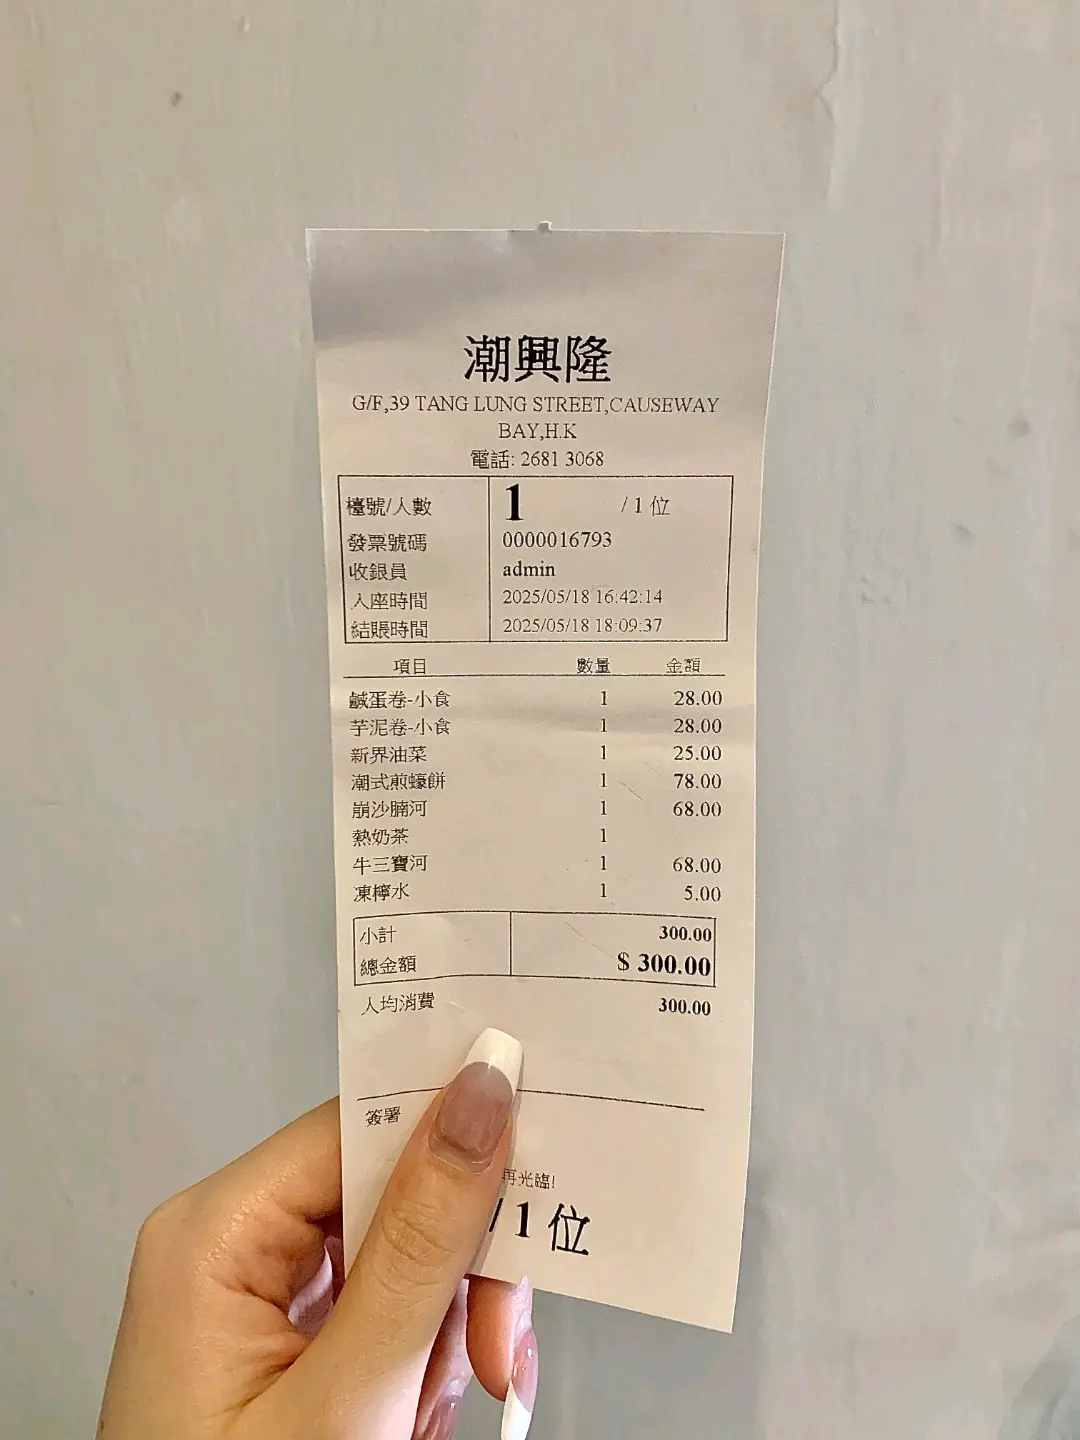 潮興隆
G/F,39 TANG LUNG STREET,CAUSEWAY
BAY,H.K
電話: 2681 3068
檯號/人數 1 / 1 位
發票號碼 0000016793
收銀員 admin
入座時間 2025/05/18 16:42:14
結賬時間 2025/05/18 18:09:37
項目 數量 金額
鹹蛋卷-小食 1 28.00
芋泥卷-小食 1 28.00
新界油菜 1 25.00
潮式煎蠔餅 1 78.00
崩沙腩河 1 68.00
熱奶茶 1
牛三寶河 1 68.00
凍檸水 1 5.00
小計 300.00
總金額 $ 300.00
人均消費 300.00
簽署
再光臨!
/ 1 位